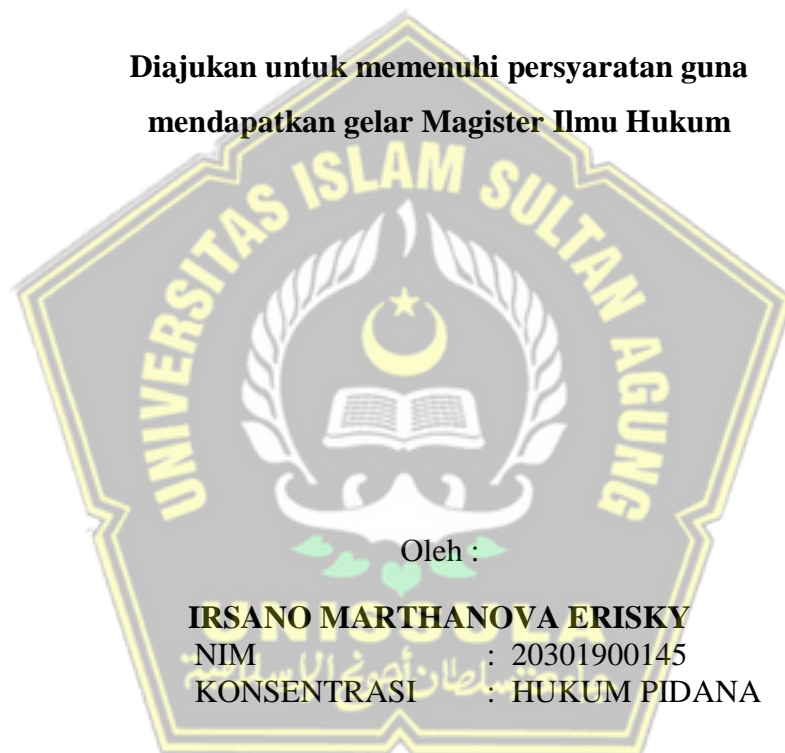 Diajukan untuk memenuhi persyaratan guna
mendapatkan gelar Magister Ilmu Hukum
UNIVERSITAS ISLAM SULTAN AGUNG
Oleh :
IRSANO MARTHANOVA ERISKY
UNISSULA
NIM : 20301900145
KONSENTRASI : HUKUM PIDANA